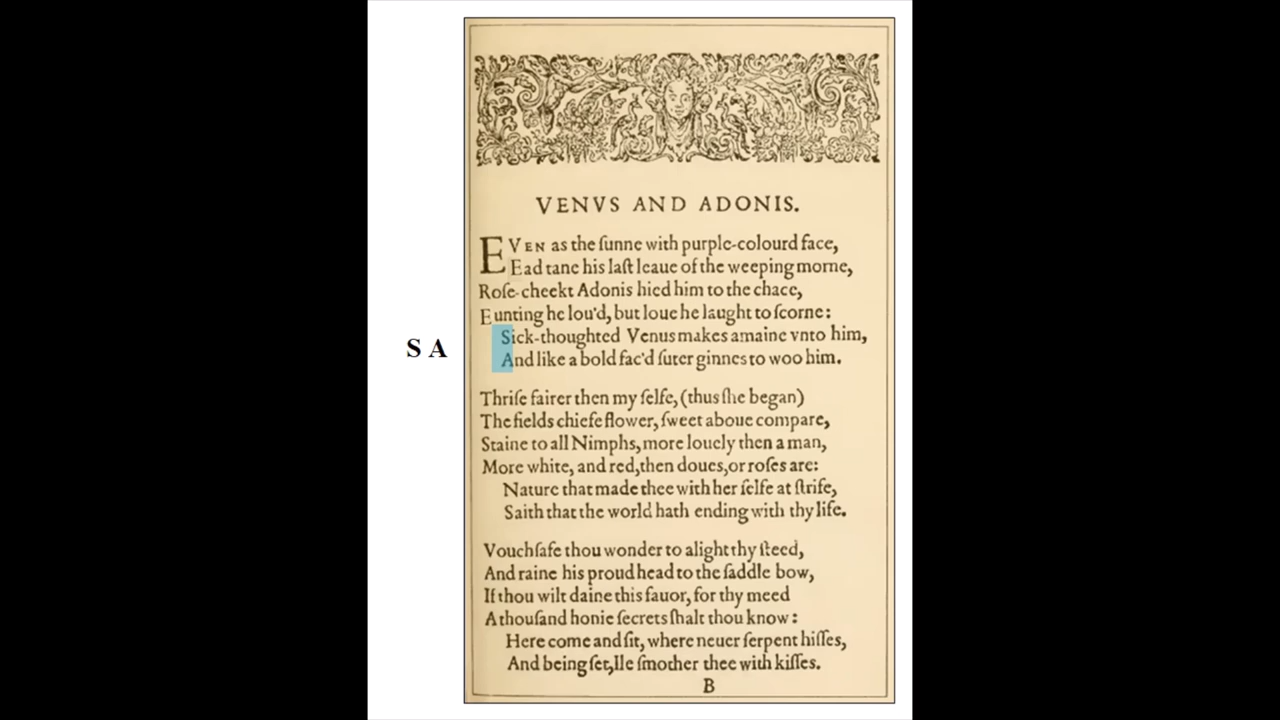 VENVS AND ADONIS.
EVEN as the ſunne with purple-colourd face,
Ead tane his laſt leaue of the weeping morne,
Roſe-cheekt Adonis hied him to the chace,
Eunting he lou'd, but loue he laught to ſcorne:
Sick-thoughted Venus makes amaine vnto him,
And like a bold fac'd ſuter ginnes to woo him.
S A
Thriſe fairer then my ſelfe, (thus ſhe began)
The fields chiefe flower, ſweet aboue compare,
Staine to all Nimphs, more louely then a man,
More white, and red, then doues, or roſes are:
Nature that made thee with her ſelfe at ſtrife,
Saith that the world hath ending with thy life.
Vouchſafe thou wonder to alight thy ſteed,
And raine his proud head to the ſaddle bow,
If thou wilt daine this fauor, for thy meed
A thouſand honie ſecrets ſhalt thou know:
Here come and ſit, where neuer ſerpent hiſſes,
And being ſet, Ile ſmother thee with kiſſes.
B